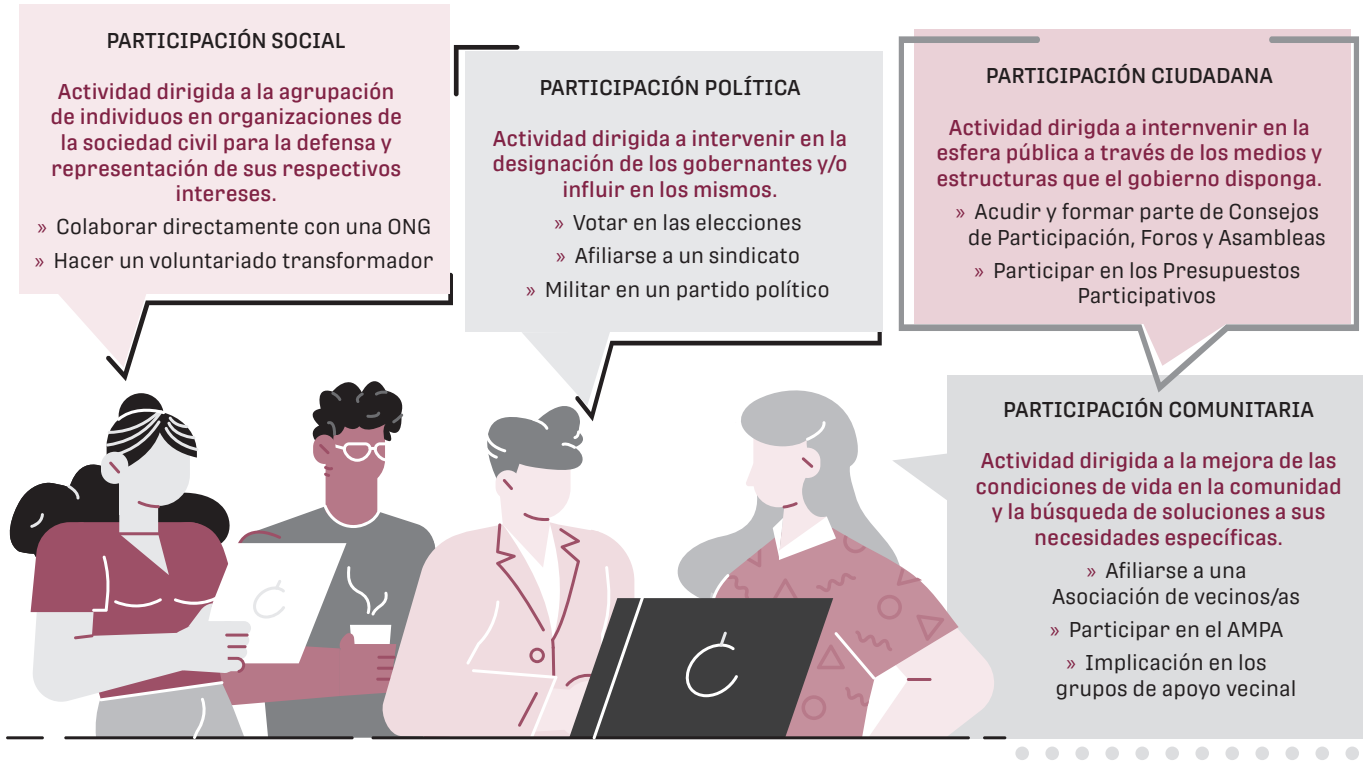 PARTICIPACIÓN SOCIAL
Actividad dirigida a la agrupación
de individuos en organizaciones de
la sociedad civil para la defensa y
representación de sus respectivos
intereses.
» Colaborar directamente con una ONG
» Hacer un voluntariado transformador
PARTICIPACIÓN POLÍTICA
Actividad dirigida a intervenir en la
designación de los gobernantes y/o
influir en los mismos.
» Votar en las elecciones
» Afiliarse a un sindicato
» Militar en un partido político
PARTICIPACIÓN CIUDADANA
Actividad dirigda a internvenir en la
esfera pública a través de los medios y
estructuras que el gobierno disponga.
» Acudir y formar parte de Consejos
de Participación, Foros y Asambleas
» Participar en los Presupuestos
Participativos
PARTICIPACIÓN COMUNITARIA
Actividad dirigida a la mejora de las
condiciones de vida en la comunidad
y la búsqueda de soluciones a sus
necesidades específicas.
» Afiliarse a una
Asociación de vecinos/as
» Participar en el AMPA
» Implicación en los
grupos de apoyo vecinal